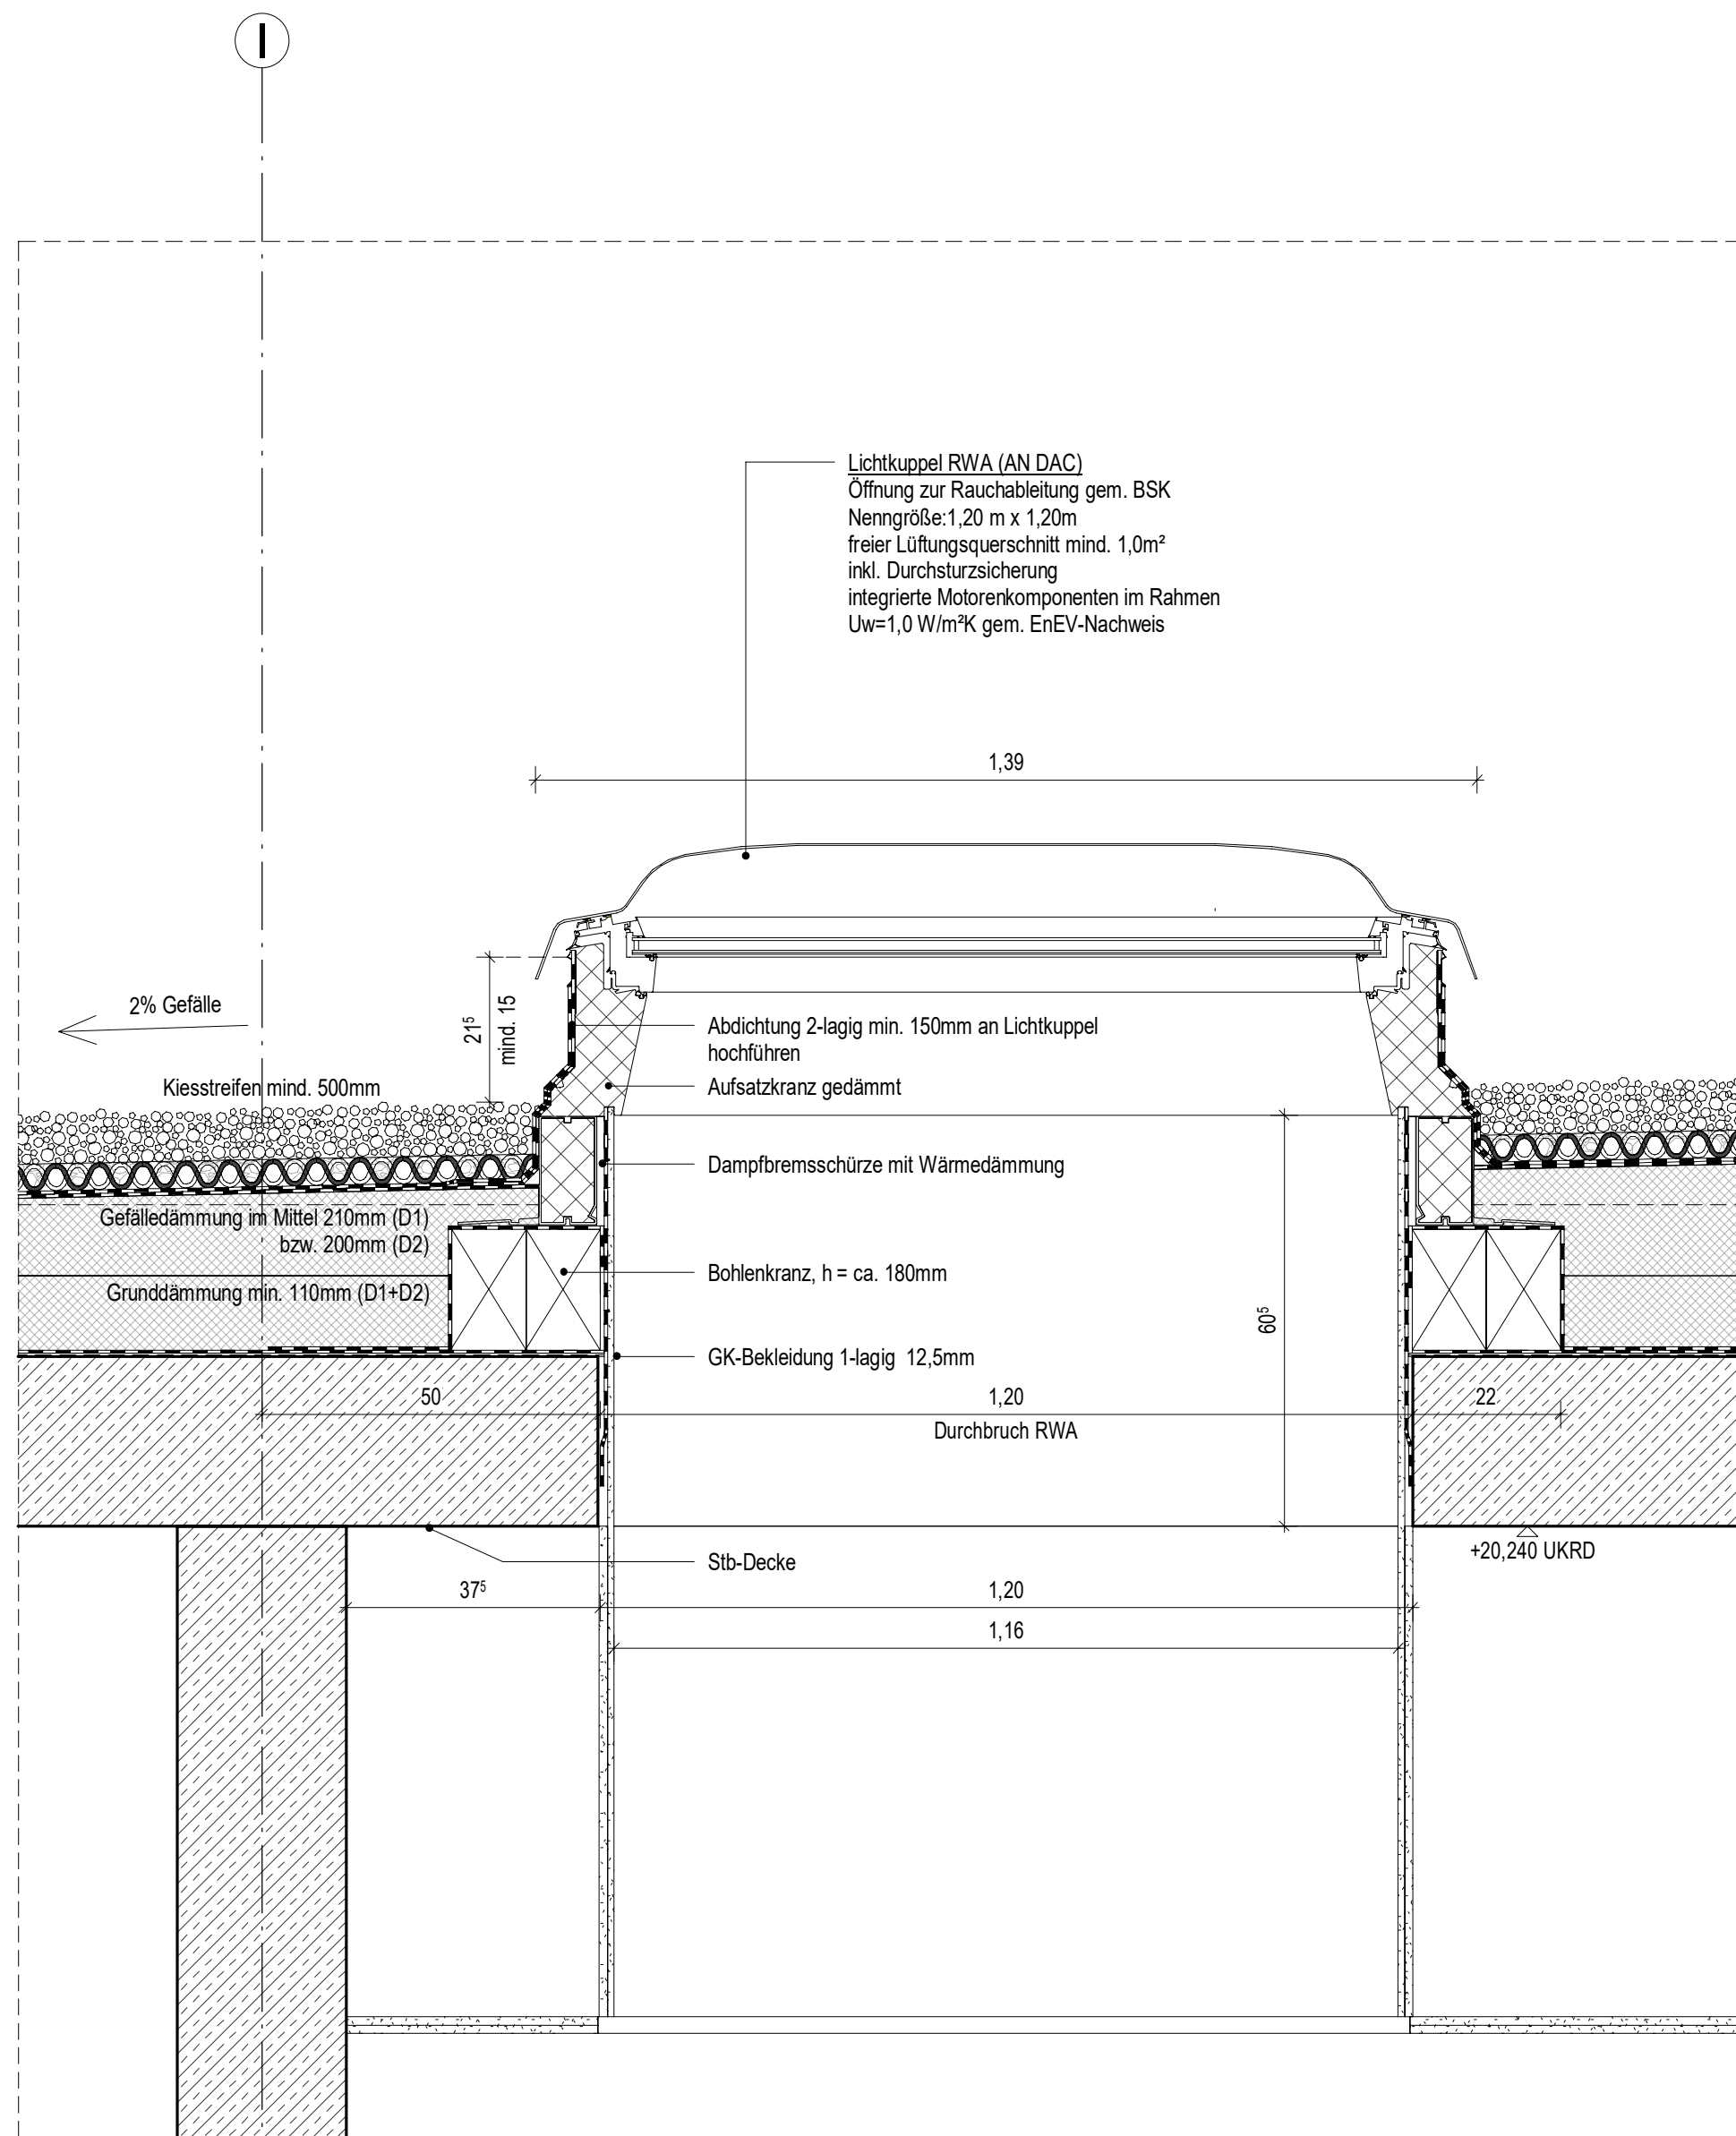 I
Lichtkuppel RWA (AN DAC)
Öffnung zur Rauchableitung gem. BSK
Nenngröße:1,20 m x 1,20m
freier Lüftungsquerschnitt mind. 1,0m²
inkl. Durchsturzsicherung
integrierte Motorenkomponenten im Rahmen
Uw=1,0 W/m²K gem. EnEV-Nachweis
1,39
2% Gefälle
21⁵
mind. 15
Abdichtung 2-lagig min. 150mm an Lichtkuppel
hochführen
Kiesstreifen mind. 500mm
Aufsatzkranz gedämmt
Dampfbremsschürze mit Wärmedämmung
Gefälledämmung im Mittel 210mm (D1)
bzw. 200mm (D2)
Bohlenkranz, h = ca. 180mm
Grunddämmung min. 110mm (D1+D2)
60⁵
GK-Bekleidung 1-lagig 12,5mm
50
1,20
22
Durchbruch RWA
+20,240 UKRD
Stb-Decke
37⁵
1,20
1,16